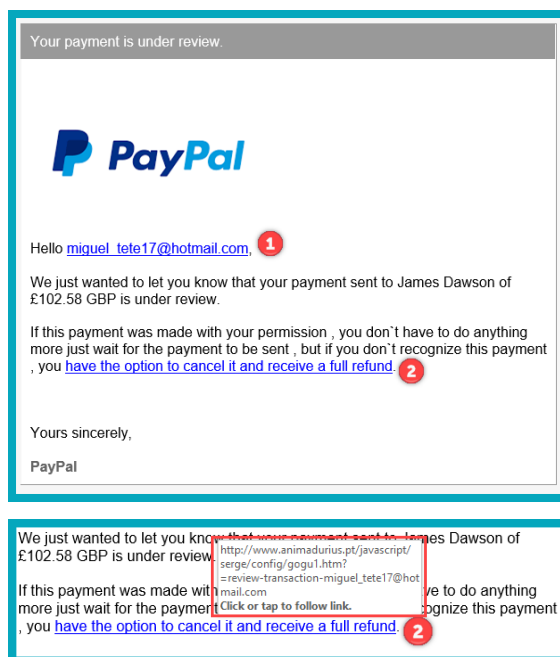 Your payment is under review.
PayPal
Hello miguel_tete17@hotmail.com, 1
We just wanted to let you know that your payment sent to James Dawson of
£102.58 GBP is under review.
If this payment was made with your permission , you don`t have to do anything
more just wait for the payment to be sent , but if you don`t recognize this payment
, you have the option to cancel it and receive a full refund. 2
Yours sincerely,
PayPal
We just wanted to let you know that your payment sent to James Dawson of
£102.58 GBP is under review
http://www.animadurius.pt/javascript/
serge/config/gogu1.htm?
=review-transaction-miguel_tete17@hot
mail.com
Click or tap to follow link.
If this payment was made with ve to do anything
more just wait for the paymen ognize this payment
, you have the option to cancel it and receive a full refund. 2